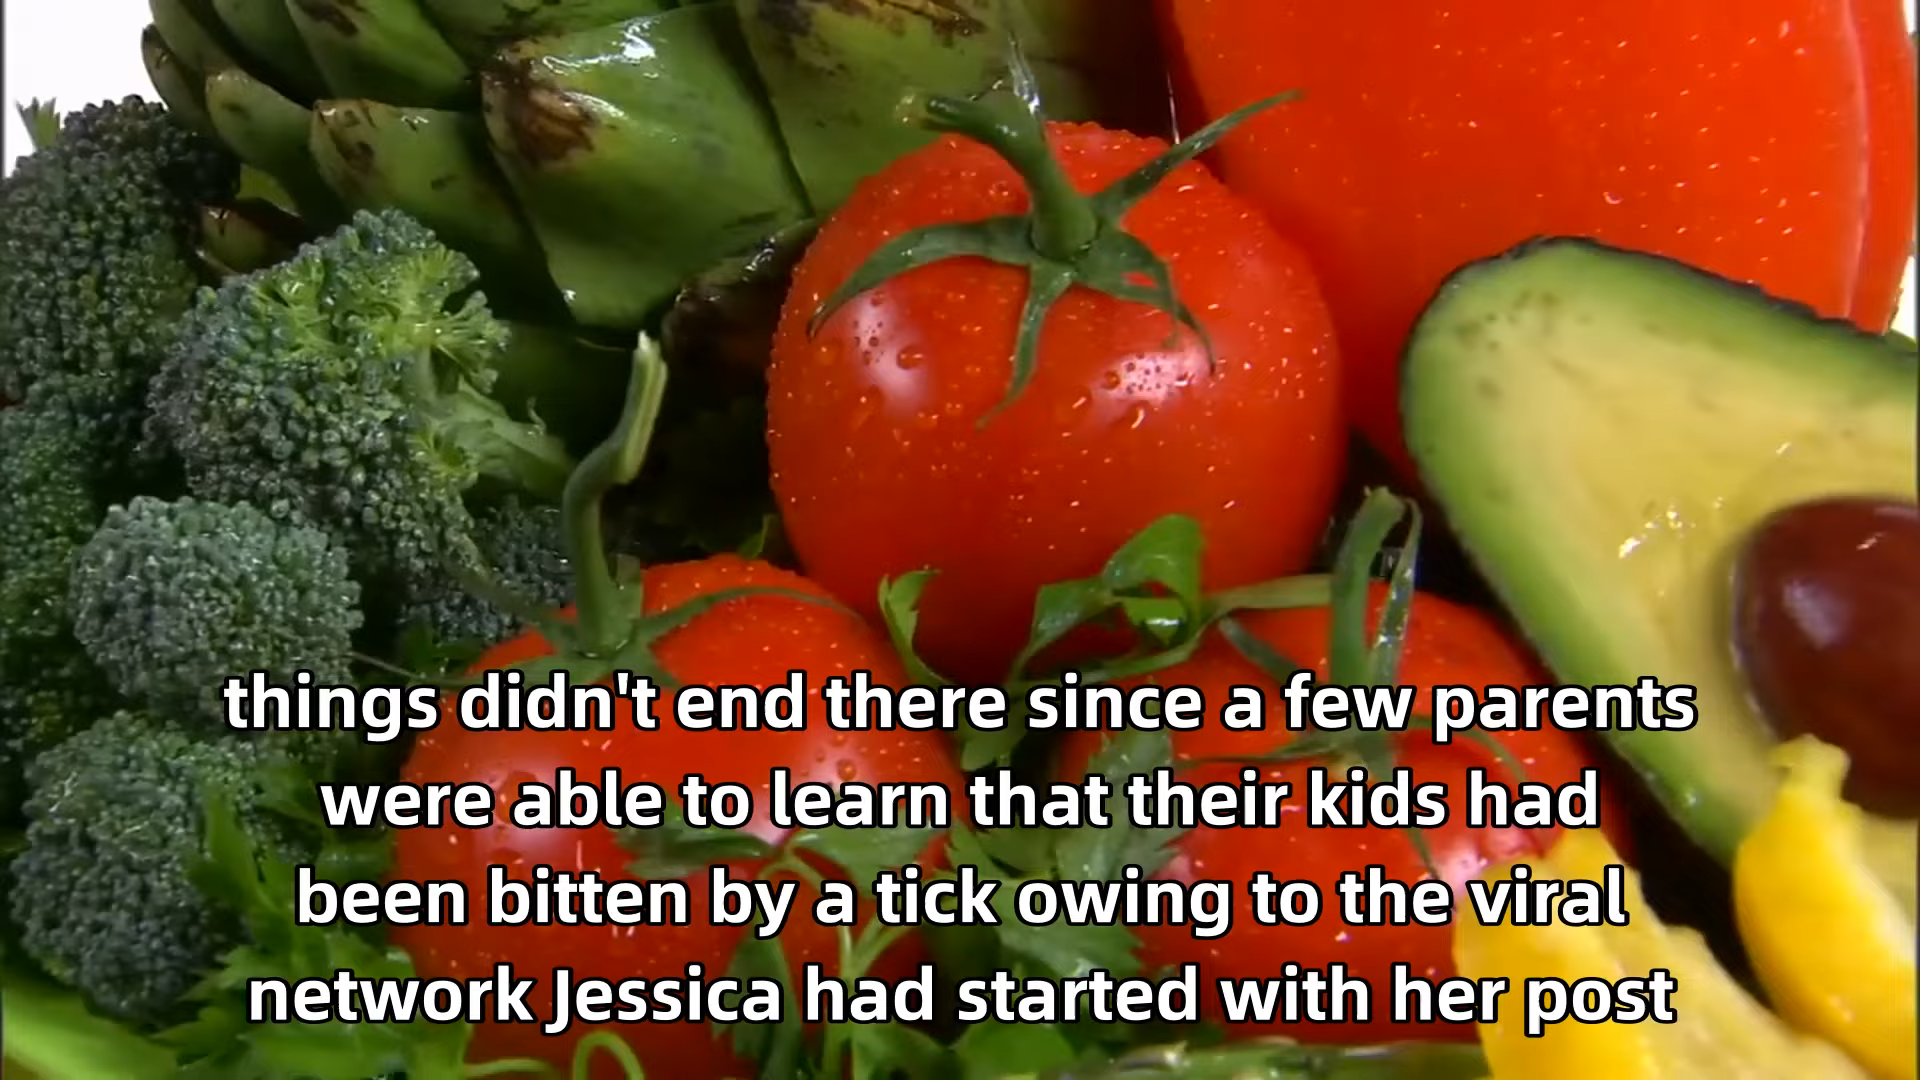 things didn't end there since a few parents
were able to learn that their kids had
been bitten by a tick owing to the viral
network Jessica had started with her post